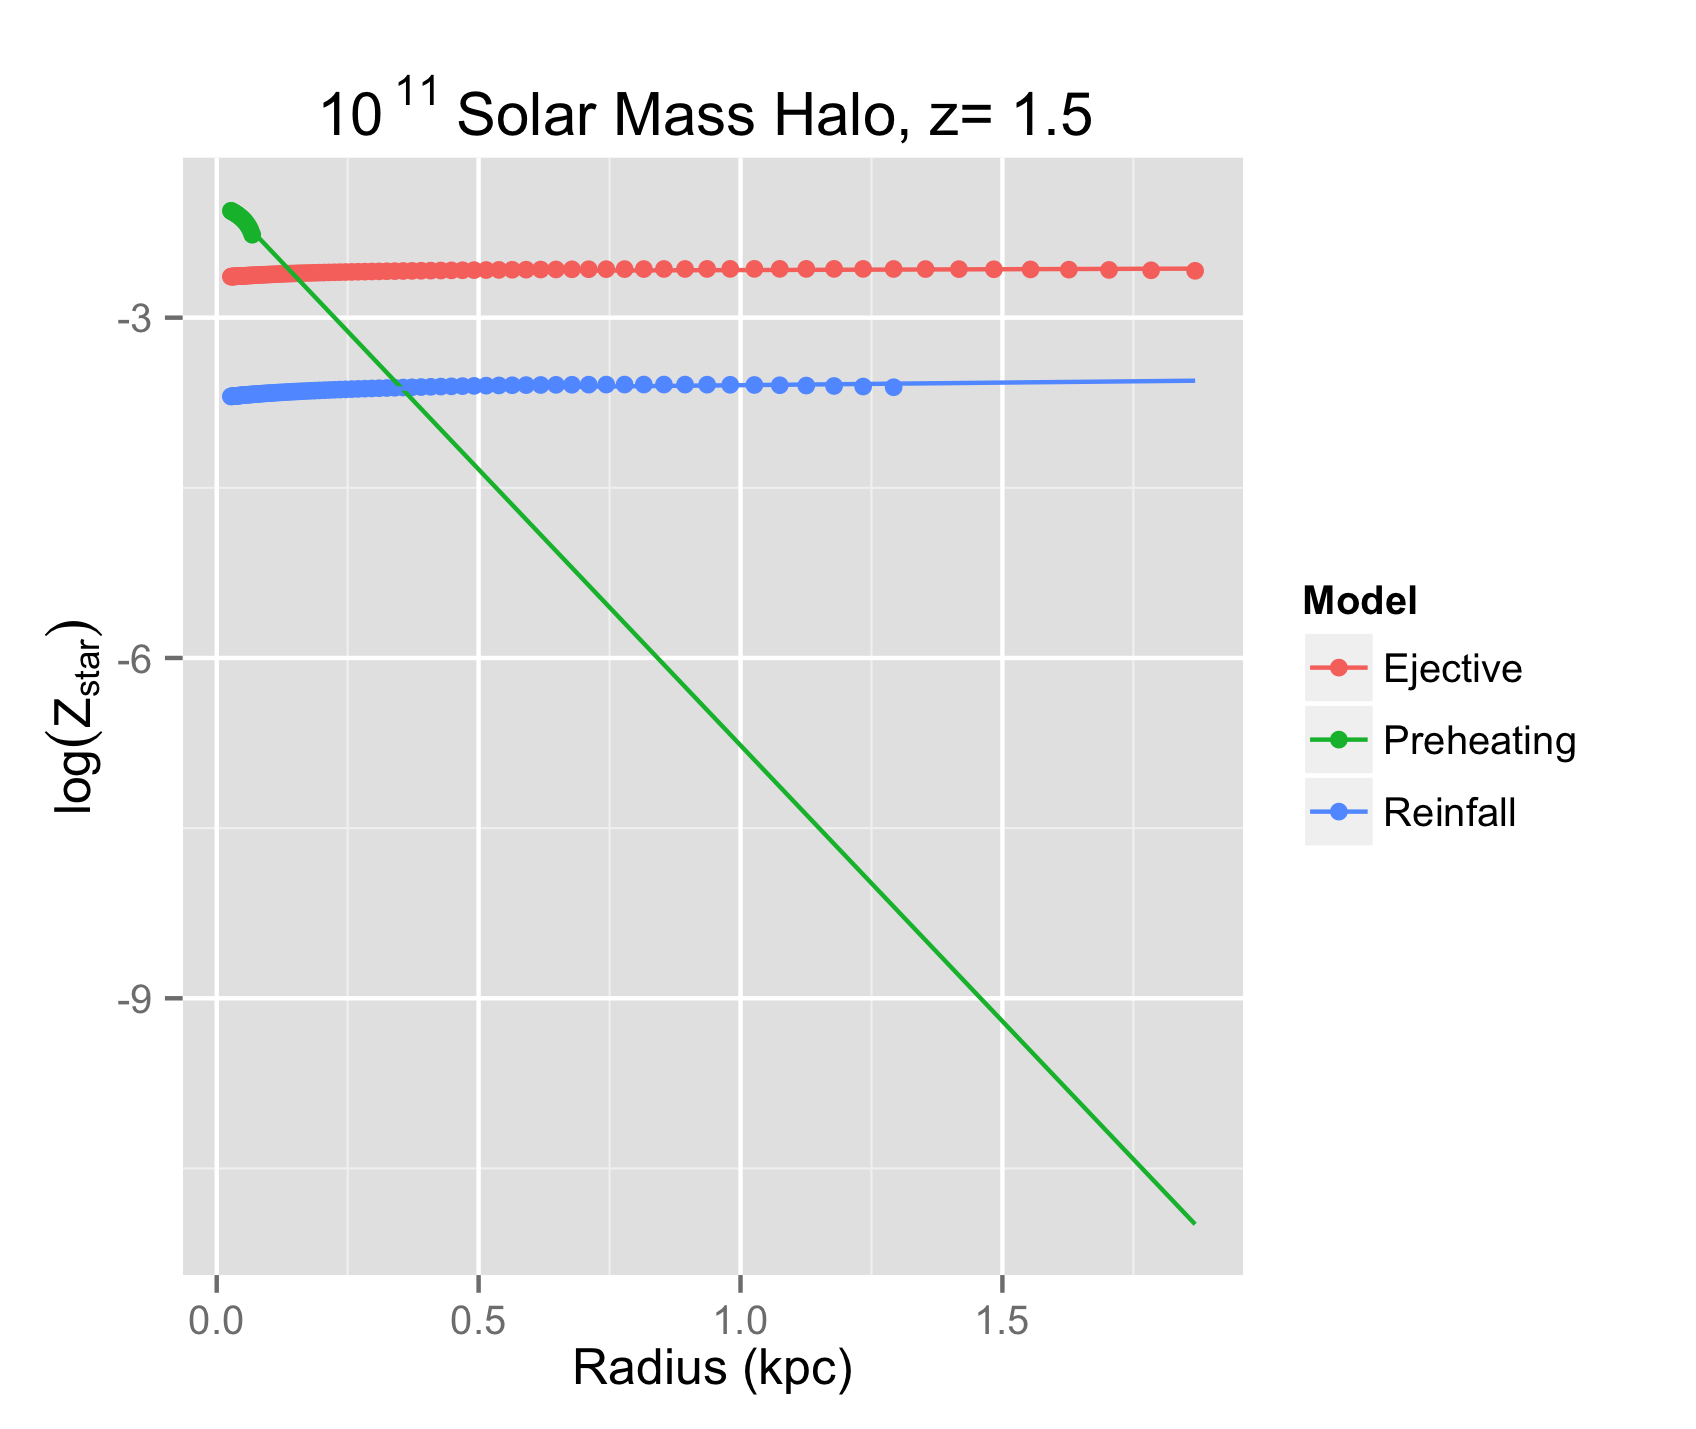 10^11 Solar Mass Halo, z= 1.5
log(Z_star)
-3
-6
-9
0.0 0.5 1.0 1.5
Radius (kpc)
Model
Ejective
Preheating
Reinfall